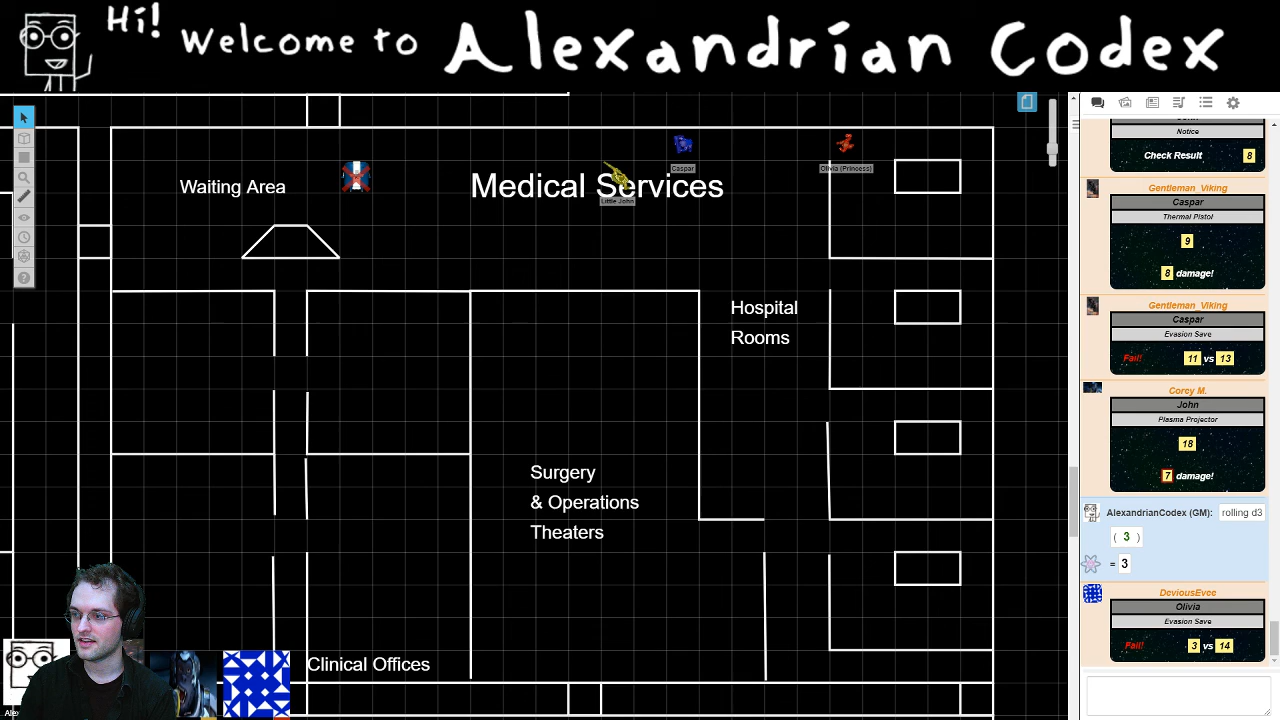 Hi! Welcome to Alexandrian Codex
Waiting Area
Medical Services
Caspar
Olivia (Princess)
Little John
Hospital
Rooms
Surgery
& Operations
Theaters
Clinical Offices
Notice
Check Result 8
Gentleman_Viking
Caspar
Thermal Pistol
9
8 damage!
Gentleman_Viking
Caspar
Evasion Save
Fail! 11 vs 13
Corey M.
John
Plasma Projector
18
7 damage!
AlexandrianCodex (GM): rolling d3
( 3 )
= 3
DeviousEvee
Olivia
Evasion Save
Fail! 3 vs 14